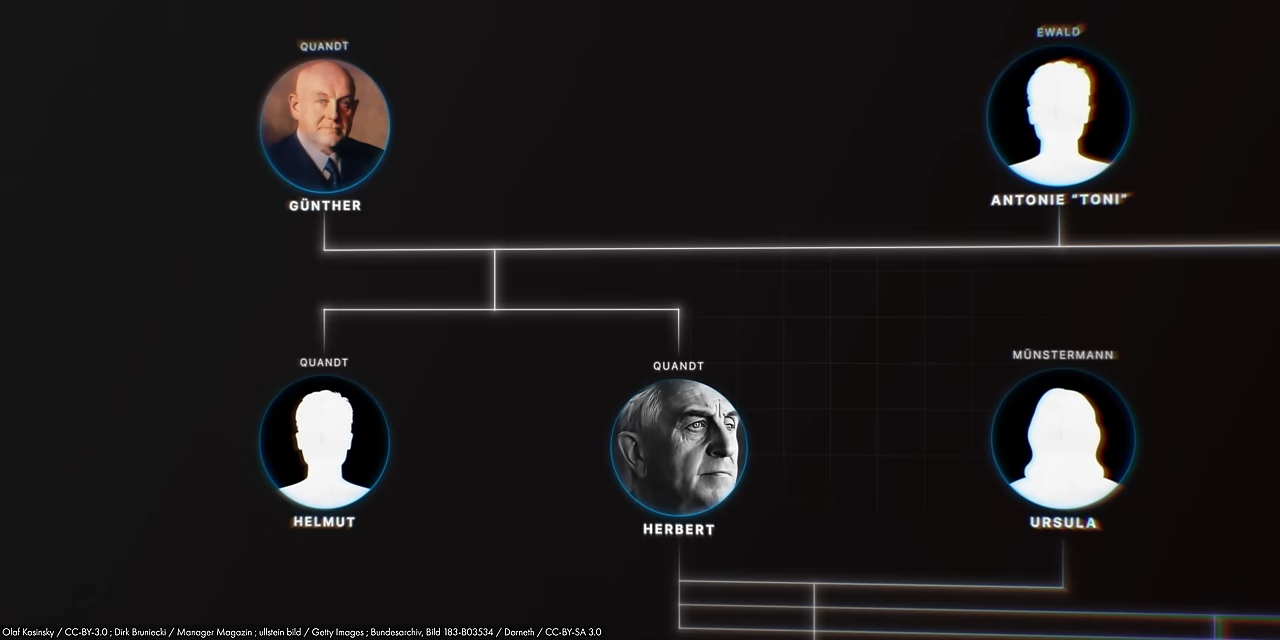 QUANDT
EWALD
GÜNTHER
ANTONIE “TONI”
QUANDT
QUANDT
MÜNSTERMANN
HELMUT
HERBERT
URSULA
Olaf Kosinsky / CC-BY-3.0 ; Dirk Bruniecki / Manager Magazin ; ullstein bild / Getty Images ; Bundesarchiv, Bild 183-B03534 / Darneth / CC-BY-SA 3.0